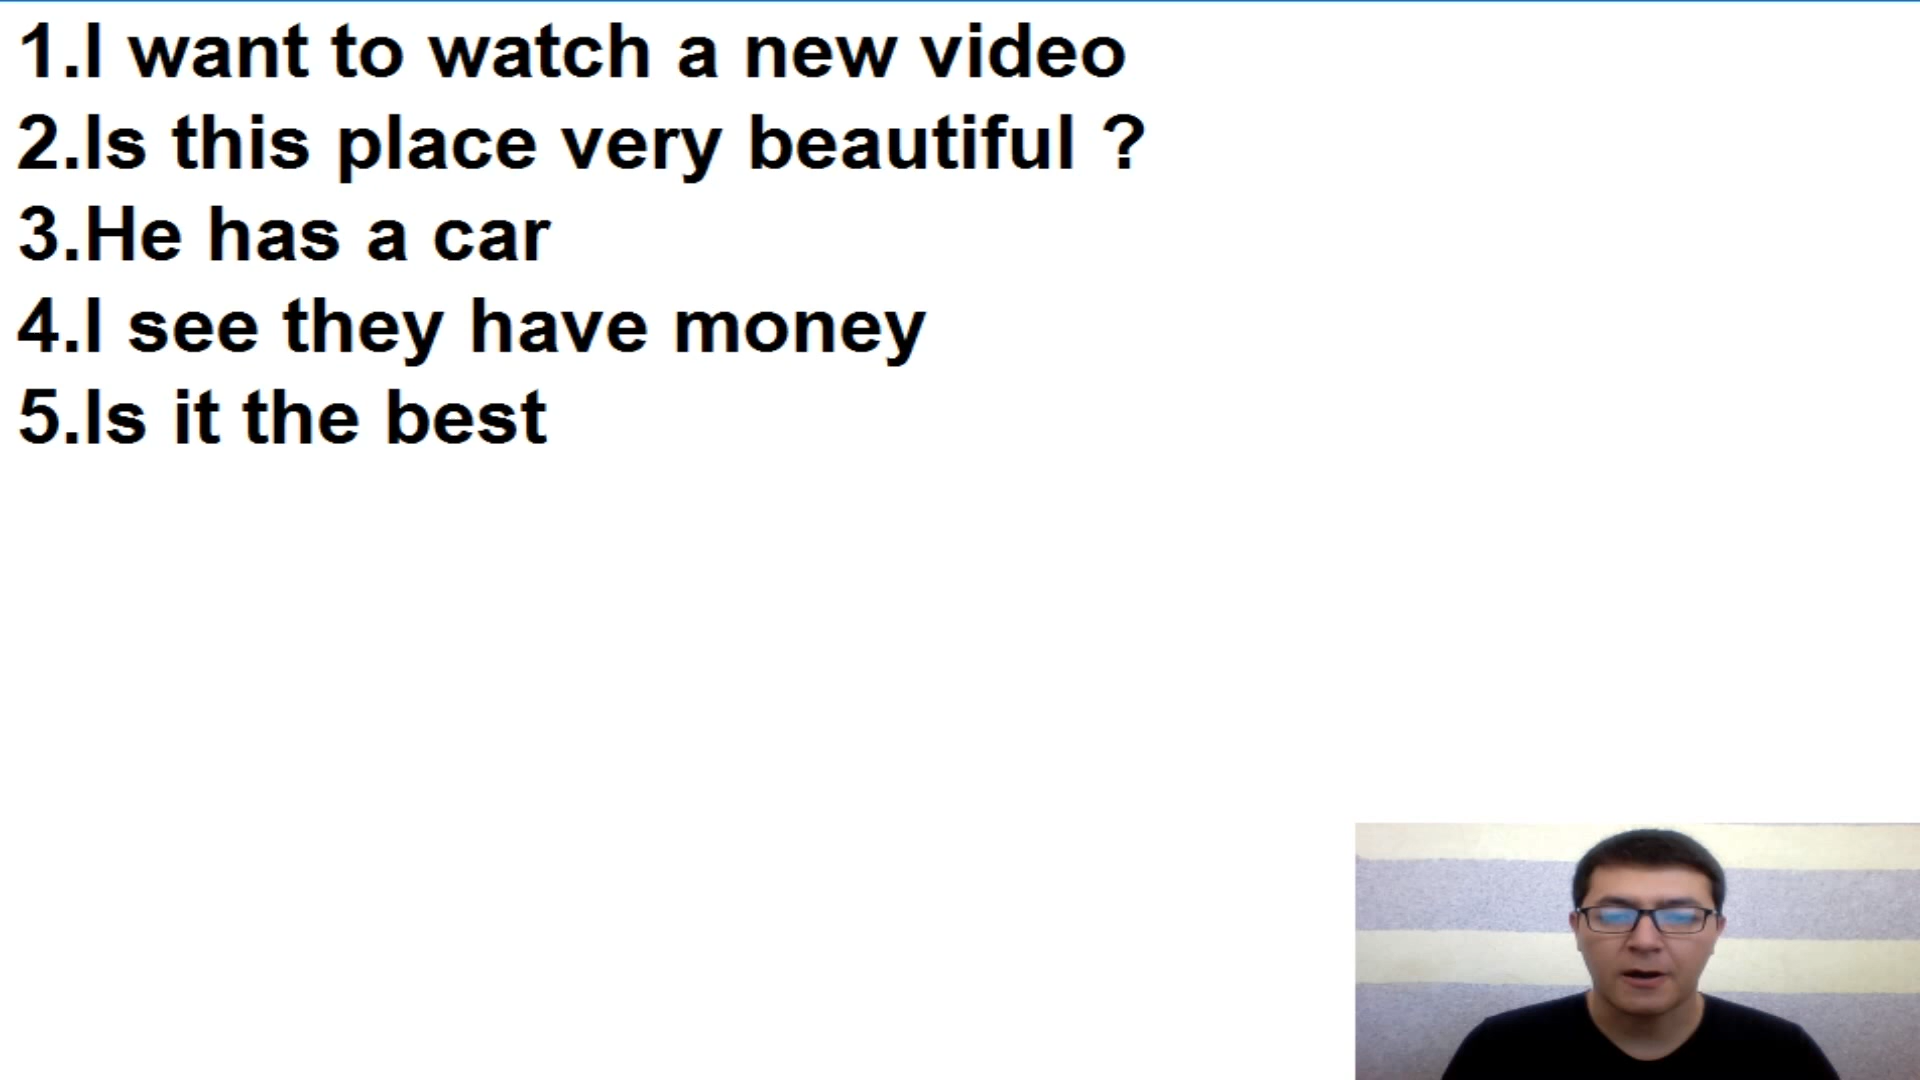 1.I want to watch a new video
2.Is this place very beautiful ?
3.He has a car
4.I see they have money
5.Is it the best